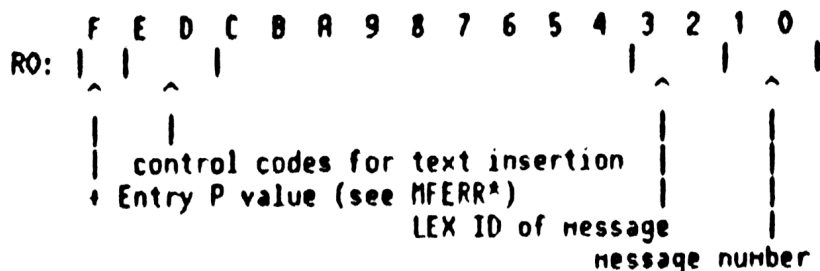 F E D C B A 9 8 7 6 5 4 3 2 1 0
R0: | | | | | |
^ ^ ^ ^
| | | |
| control codes for text insertion | |
+ Entry P value (see MFERR*) | |
LEX ID of message |
message number